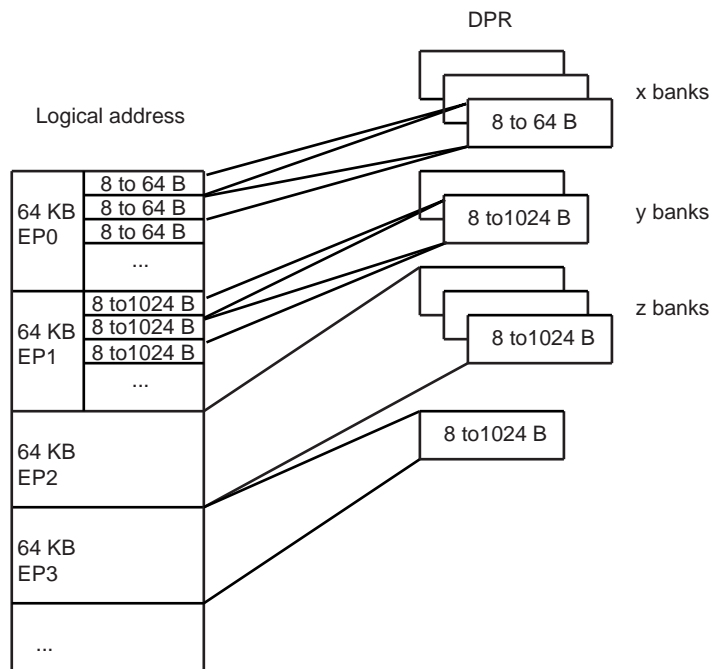 DPR
x banks
Logical address
8 to 64 B
8 to 64 B
64 KB
EP0
8 to 64 B
8 to 64 B
...
y banks
8 to1024 B
8 to1024 B
64 KB
EP1
8 to1024 B
8 to1024 B
...
z banks
8 to1024 B
64 KB
EP2
8 to1024 B
64 KB
EP3
...